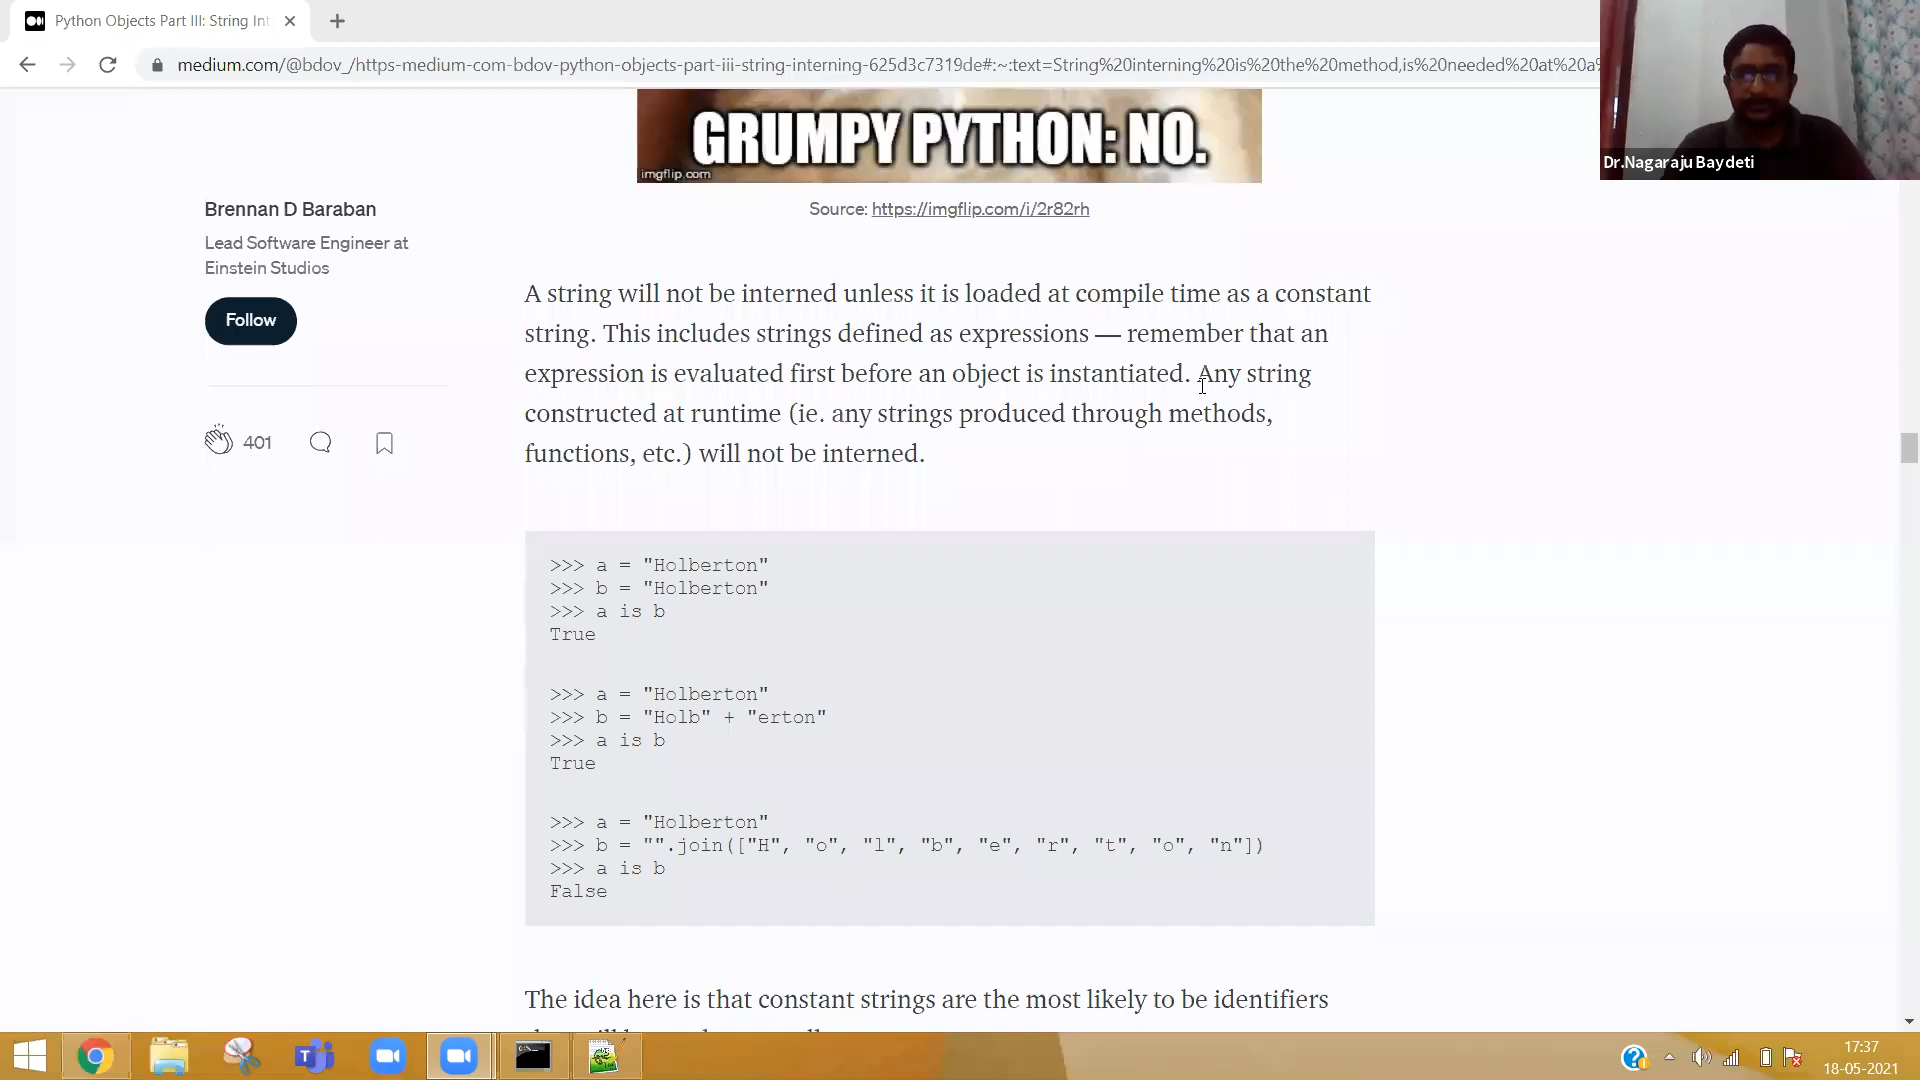 Python Objects Part III: String Int
medium.com/@bdov_/https-medium-com-bdov-python-objects-part-iii-string-interning-625d3c7319de#:~:text=String%20interning%20is%20the%20method,is%20needed%20at%20a%
Dr.Nagaraju Baydeti
GRUMPY PYTHON: NO.
imgflip.com
Source: https://imgflip.com/i/2r82rh
Brennan D Baraban
Lead Software Engineer at
Einstein Studios
Follow
401
A string will not be interned unless it is loaded at compile time as a constant
string. This includes strings defined as expressions — remember that an
expression is evaluated first before an object is instantiated. Any string
constructed at runtime (ie. any strings produced through methods,
functions, etc.) will not be interned.
>>> a = "Holberton"
>>> b = "Holberton"
>>> a is b
True
>>> a = "Holberton"
>>> b = "Holb" + "erton"
>>> a is b
True
>>> a = "Holberton"
>>> b = "".join(["H", "o", "l", "b", "e", "r", "t", "o", "n"])
>>> a is b
False
The idea here is that constant strings are the most likely to be identifiers
17:37
18-05-2021